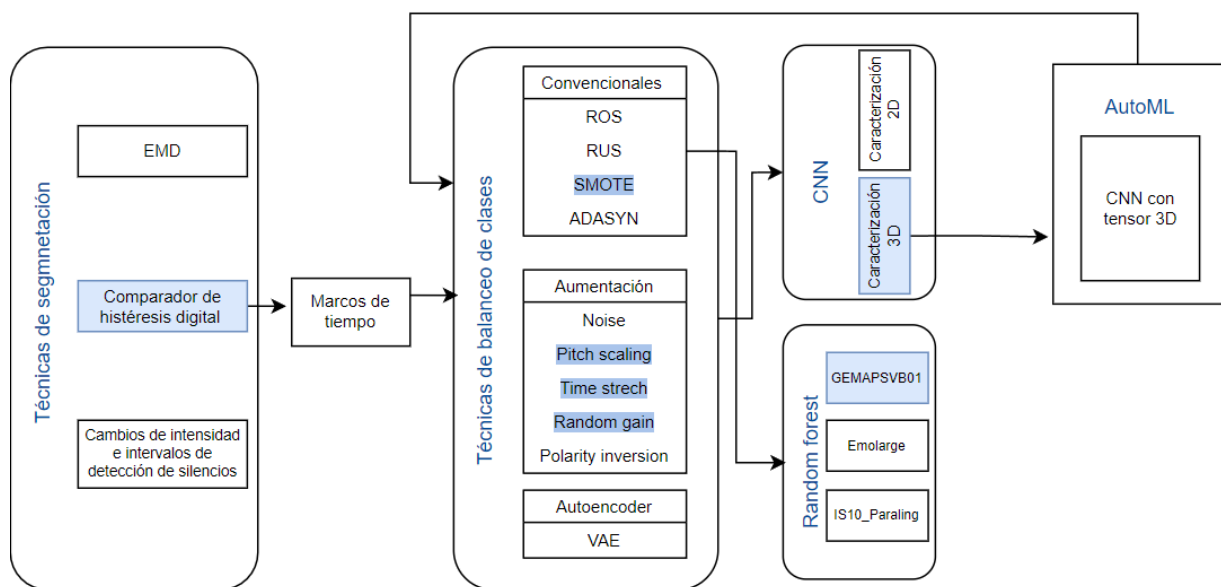 Técnicas de segmnetación
EMD
Comparador de
histéresis digital
Cambios de intensidad
e intervalos de
detección de silencios
Marcos de
tiempo
Técnicas de balanceo de clases
Convencionales
ROS
RUS
SMOTE
ADASYN
Aumentación
Noise
Pitch scaling
Time strech
Random gain
Polarity inversion
Autoencoder
VAE
CNN
Caracterización
2D
Caracterización
3D
Random forest
GEMAPSVB01
Emolarge
IS10_Paraling
AutoML
CNN con
tensor 3D